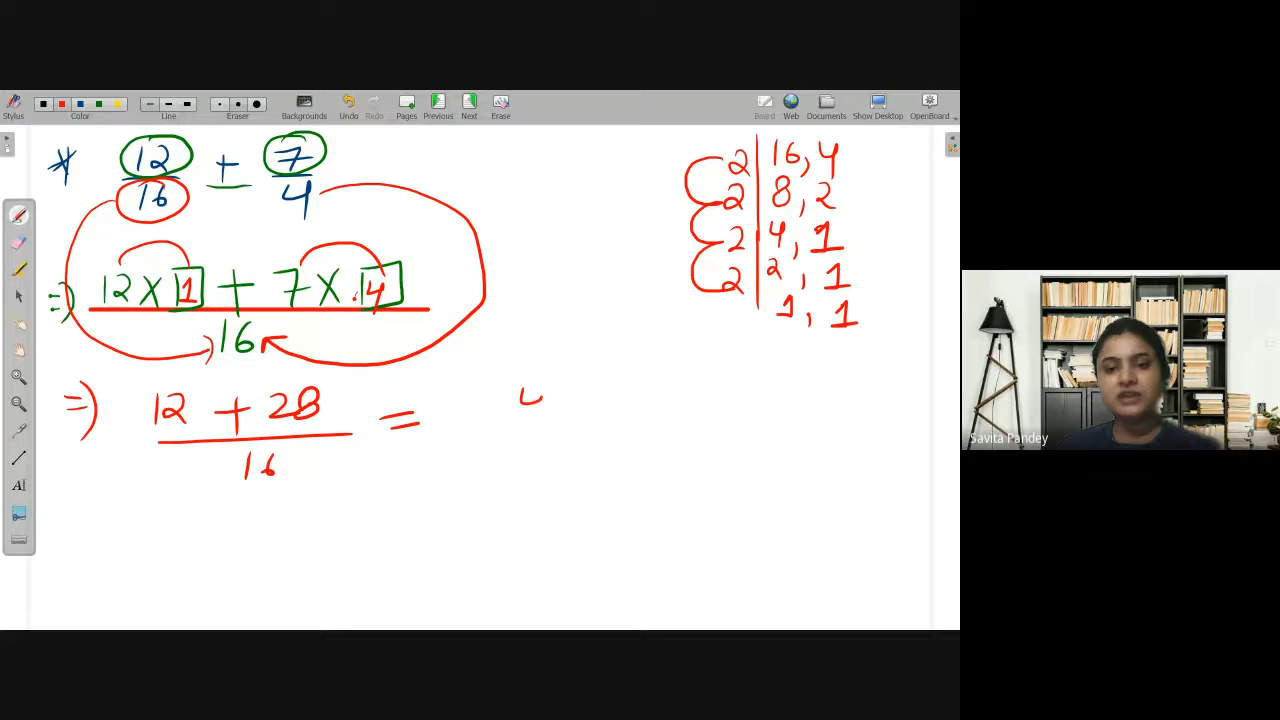 Stylus Line Eraser Backgrounds Undo Redo Pages Previous Next Erase Board Web Documents Show Desktop OpenBoard
* 12/16 + 7/4
=) 12 × 1 + 7 × 4
16
=) 12 + 28 =
16
2 | 16, 4
2 | 8, 2
2 | 4, 1
2 | 2, 1
1, 1
Savita Pandey